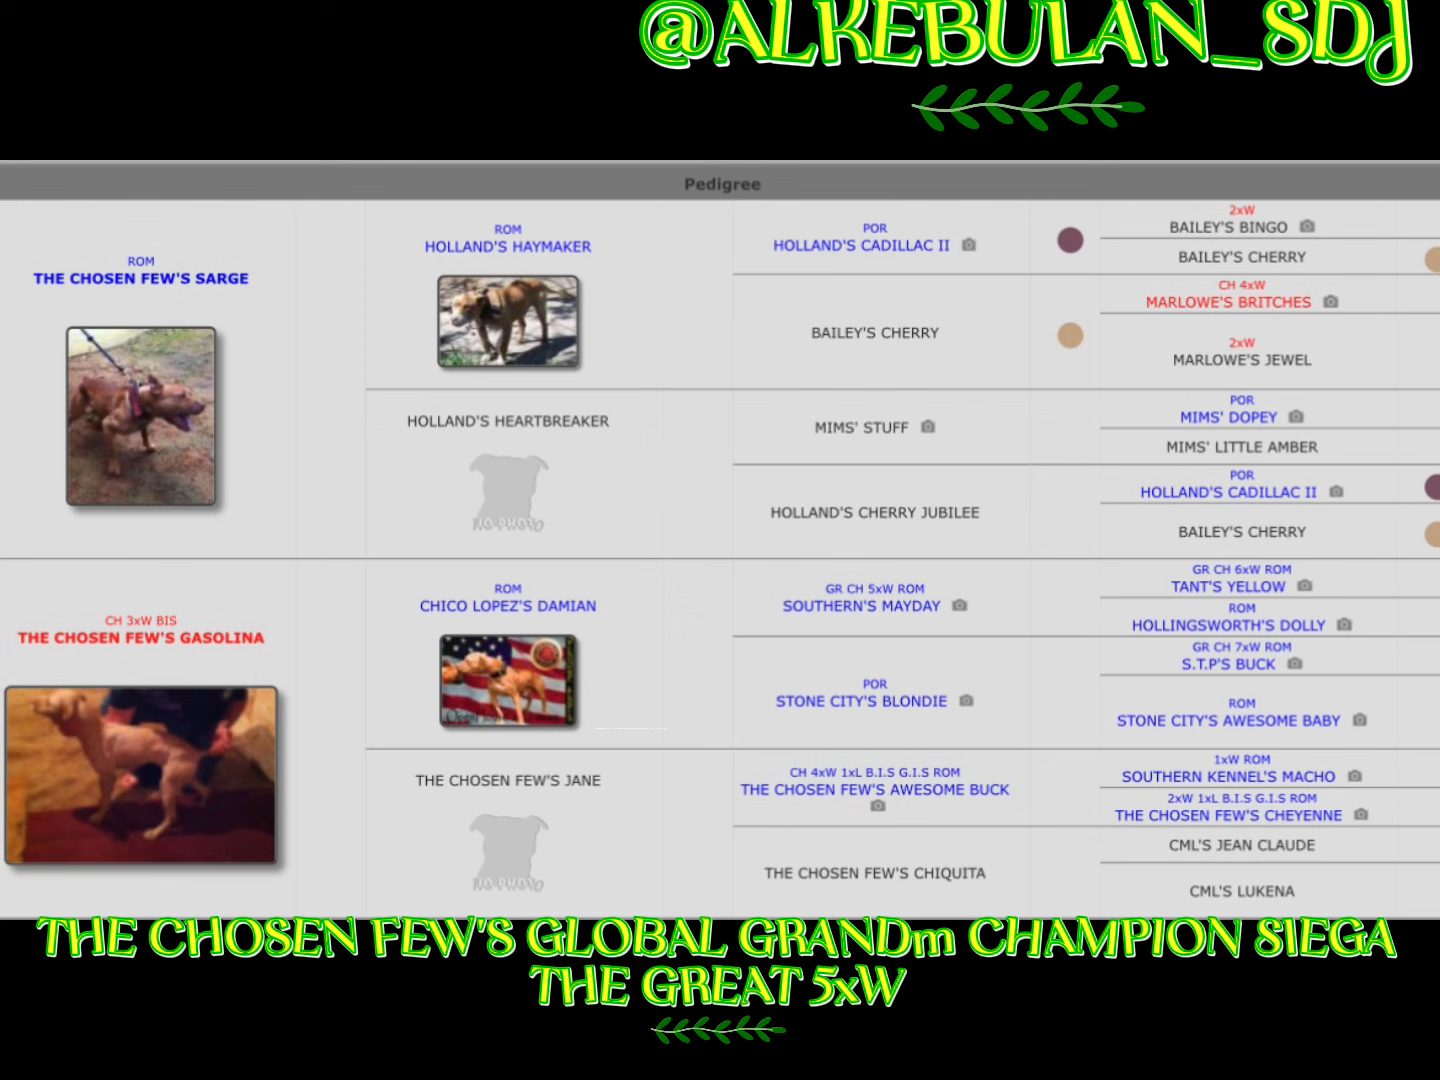 @ALKEBULAN_SDJ
Pedigree
ROM
THE CHOSEN FEW'S SARGE
ROM
HOLLAND'S HAYMAKER
HOLLAND'S HEARTBREAKER
NO PHOTO
POR
HOLLAND'S CADILLAC II
BAILEY'S CHERRY
MIMS' STUFF
HOLLAND'S CHERRY JUBILEE
2xW
BAILEY'S BINGO
BAILEY'S CHERRY
CH 4xW
MARLOWE'S BRITCHES
2xW
MARLOWE'S JEWEL
POR
MIMS' DOPEY
MIMS' LITTLE AMBER
POR
HOLLAND'S CADILLAC II
BAILEY'S CHERRY
CH 3xW BIS
THE CHOSEN FEW'S GASOLINA
ROM
CHICO LOPEZ'S DAMIAN
THE CHOSEN FEW'S JANE
NO PHOTO
GR CH 5xW ROM
SOUTHERN'S MAYDAY
POR
STONE CITY'S BLONDIE
CH 4xW 1xL B.I.S G.I.S ROM
THE CHOSEN FEW'S AWESOME BUCK
THE CHOSEN FEW'S CHIQUITA
GR CH 6xW ROM
TANT'S YELLOW
ROM
HOLLINGSWORTH'S DOLLY
GR CH 7xW ROM
S.T.P'S BUCK
ROM
STONE CITY'S AWESOME BABY
1xW ROM
SOUTHERN KENNEL'S MACHO
2xW 1xL B.I.S G.I.S ROM
THE CHOSEN FEW'S CHEYENNE
CML'S JEAN CLAUDE
CML'S LUKENA
THE CHOSEN FEW'S GLOBAL GRANDm CHAMPION SIEGA
THE GREAT 5xW